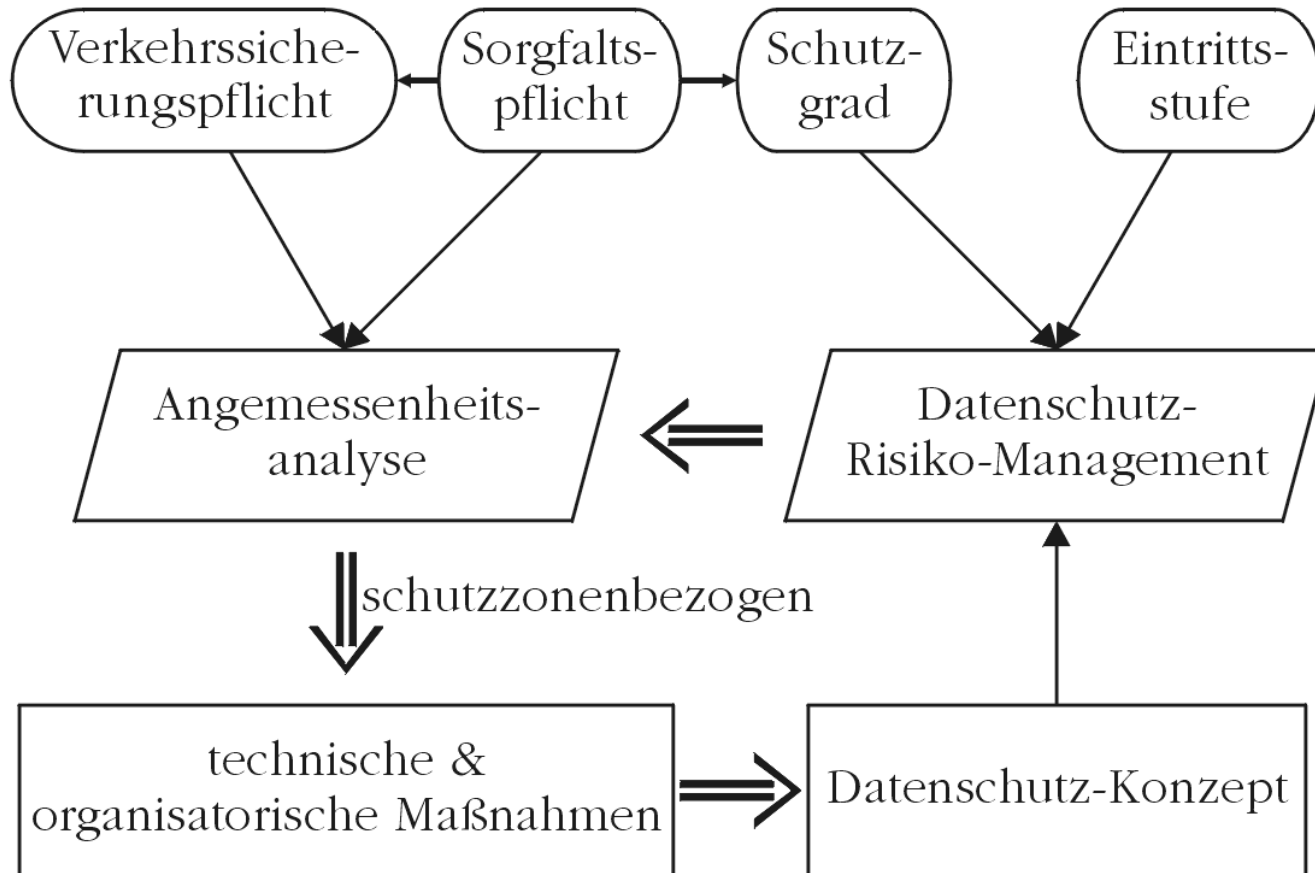 Verkehrssiche-
rungspflicht
Sorgfalts-
pflicht
Schutz-
grad
Eintritts-
stufe
Angemessenheits-
analyse
Datenschutz-
Risiko-Management
schutzzonenbezogen
technische &
organisatorische Maßnahmen
Datenschutz-Konzept